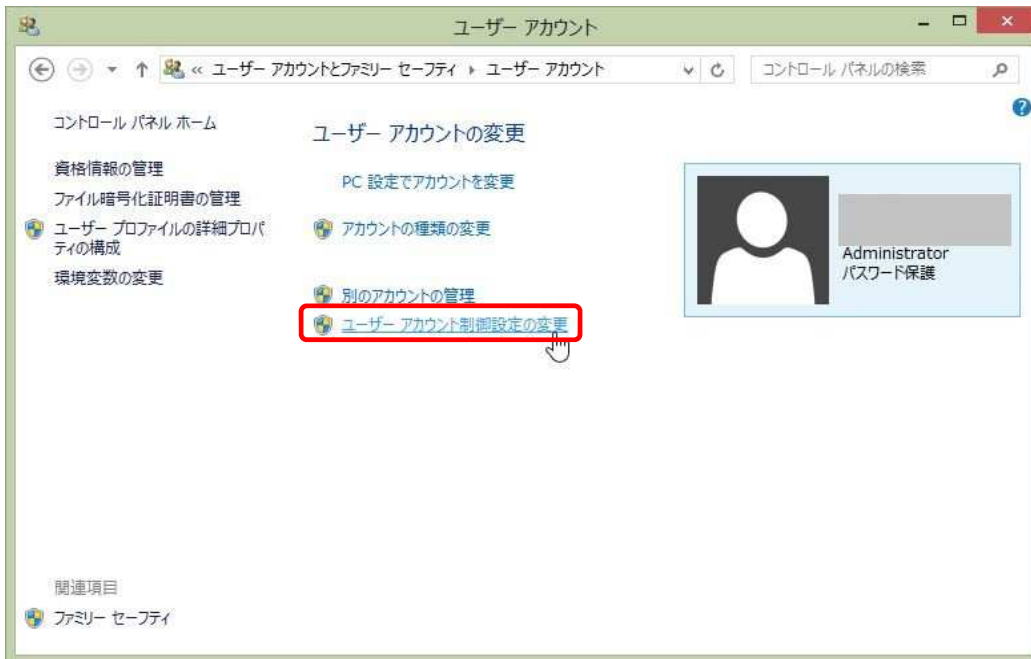 ユーザー アカウント
« ユーザー アカウントとファミリー セーフティ ▸ ユーザー アカウント
コントロール パネルの検索
コントロール パネル ホーム
資格情報の管理
ファイル暗号化証明書の管理
ユーザー プロファイルの詳細プロパ
ティの構成
環境変数の変更
ユーザー アカウントの変更
PC 設定でアカウントを変更
アカウントの種類の変更
別のアカウントの管理
ユーザー アカウント制御設定の変更
Administrator
パスワード保護
関連項目
ファミリー セーフティ